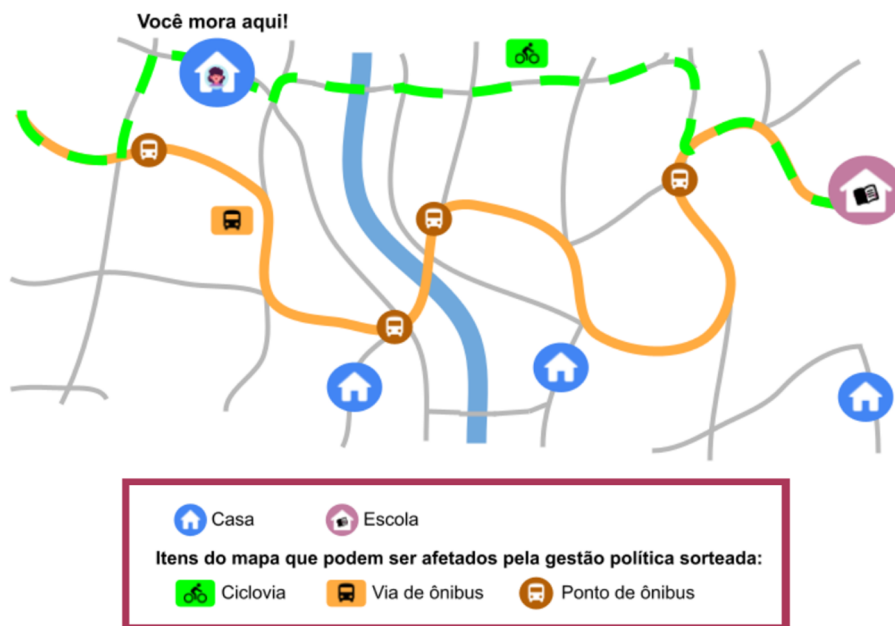 Você mora aqui!
Casa
Escola
Itens do mapa que podem ser afetados pela gestão política sorteada:
Ciclovia
Via de ônibus
Ponto de ônibus